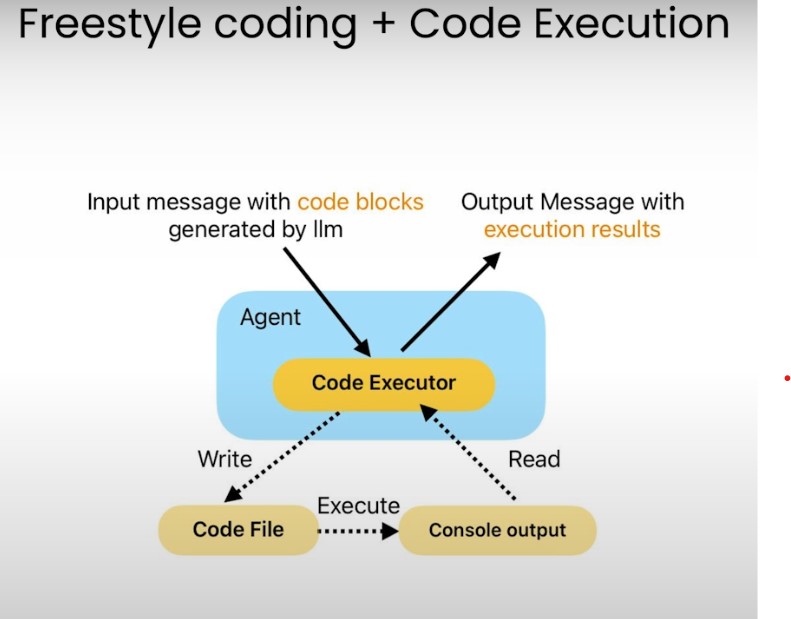 Freestyle coding + Code Execution
Input message with code blocks
generated by llm
Output Message with
execution results
Agent
Code Executor
Write
Read
Execute
Code File
Console output